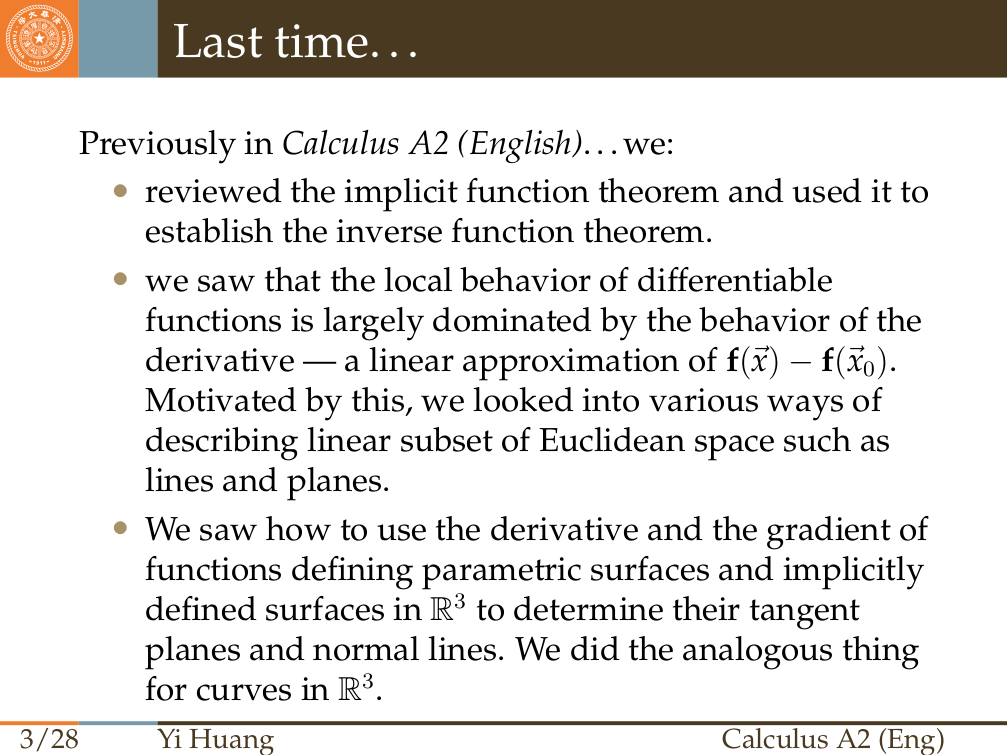 Last time. . .
Previously in Calculus A2 (English). . . we:
• reviewed the implicit function theorem and used it to
establish the inverse function theorem.
• we saw that the local behavior of differentiable
functions is largely dominated by the behavior of the
derivative — a linear approximation of f(x⃗) − f(x⃗₀).
Motivated by this, we looked into various ways of
describing linear subset of Euclidean space such as
lines and planes.
• We saw how to use the derivative and the gradient of
functions defining parametric surfaces and implicitly
defined surfaces in ℝ³ to determine their tangent
planes and normal lines. We did the analogous thing
for curves in ℝ³.
3/28 Yi Huang Calculus A2 (Eng)